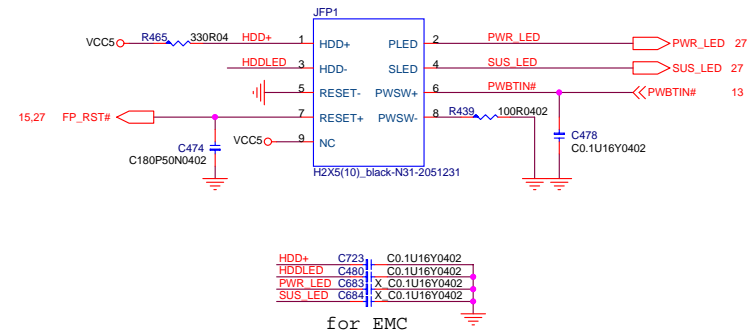 JFP1
VCC5 R465 330R04 HDD+ 1 HDD+ PLED 2 PWR_LED PWR_LED 27
HDDLED 3 HDD- SLED 4 SUS_LED SUS_LED 27
5 RESET- PWSW+ 6 PWBTIN# PWBTIN# 13
15,27 FP_RST# 7 RESET+ PWSW- 8 R439 100R0402
C474
C180P50N0402
VCC5 9 NC
C478
C0.1U16Y0402
H2X5(10)_black-N31-2051231
HDD+ C723 C0.1U16Y0402
HDDLED C480 C0.1U16Y0402
PWR_LED C683 X_C0.1U16Y0402
SUS_LED C684 X_C0.1U16Y0402
for EMC